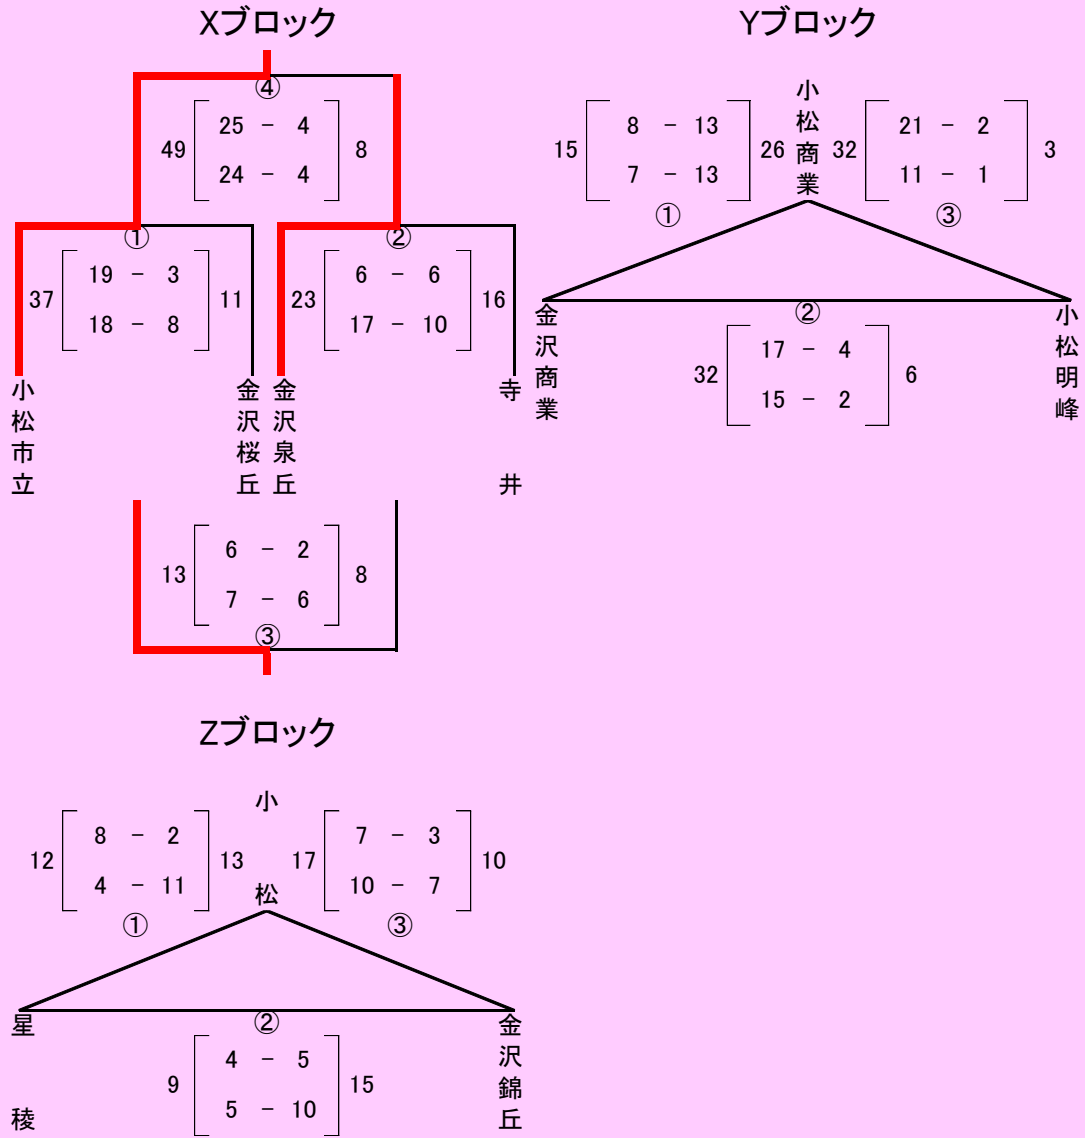 Xブロック
④
49 25 - 4 8
24 - 4
①
37 19 - 3 11
18 - 8
②
23 6 - 6 16
17 - 10
小松市立
金沢桜丘
金沢泉丘
寺井
13 6 - 2 8
7 - 6
③
Yブロック
小松商業
15 8 - 13 26
7 - 13
①
32 21 - 2 3
11 - 1
③
金沢商業
小松明峰
②
32 17 - 4 6
15 - 2
Zブロック
小松
12 8 - 2 13
4 - 11
①
17 7 - 3 10
10 - 7
③
星稜
金沢錦丘
②
9 4 - 5 15
5 - 10